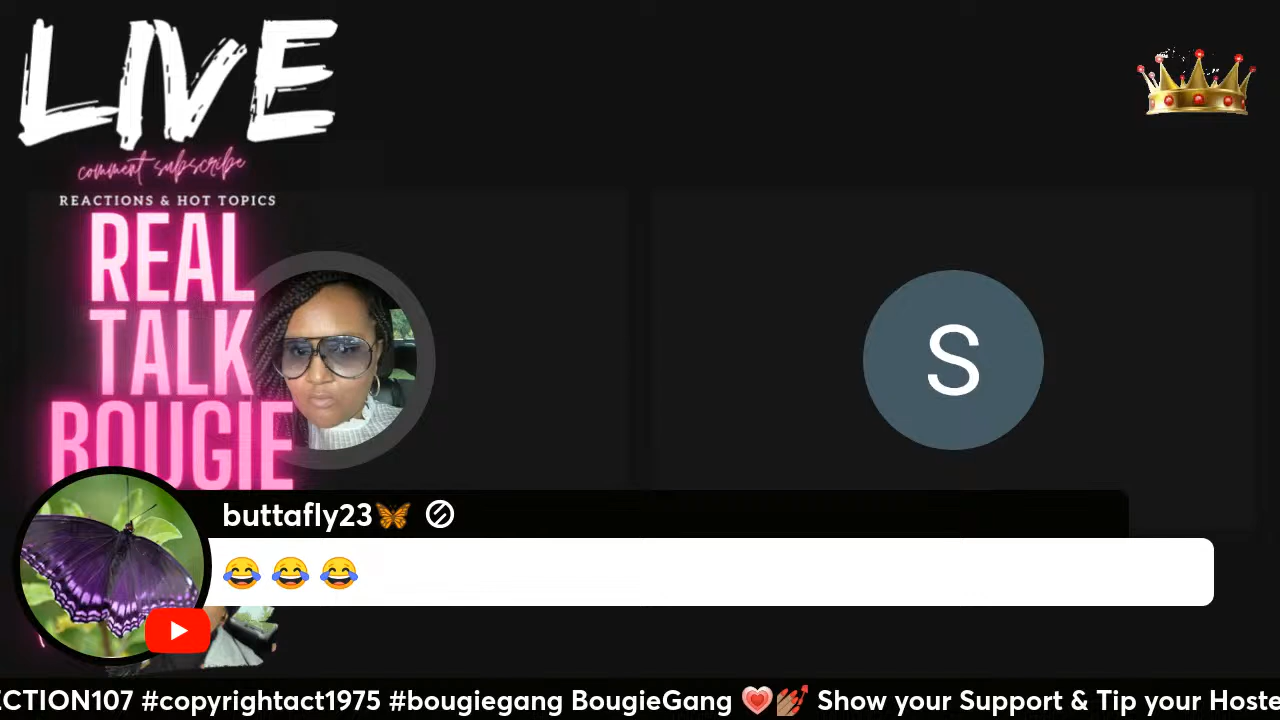 LIVE
comment subscribe
REACTIONS & HOT TOPICS
REAL
TALK
BOUGIE
S
buttafly23🦋
😂 😂 😂
ECTION107 #copyrightact1975 #bougiegang BougieGang 💗💅🏽 Show your Support & Tip your Hoste